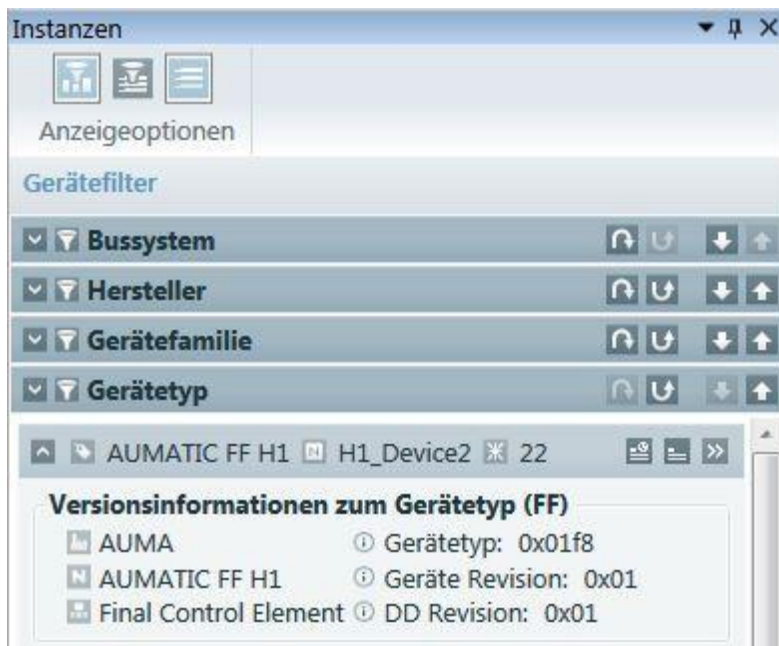 Instanzen
Anzeigeoptionen
Gerätefilter
Bussystem
Hersteller
Gerätefamilie
Gerätetyp
AUMATIC FF H1 N H1_Device2 22
Versionsinformationen zum Gerätetyp (FF)
AUMA Gerätetyp: 0x01f8
N AUMATIC FF H1 Geräte Revision: 0x01
Final Control Element DD Revision: 0x01